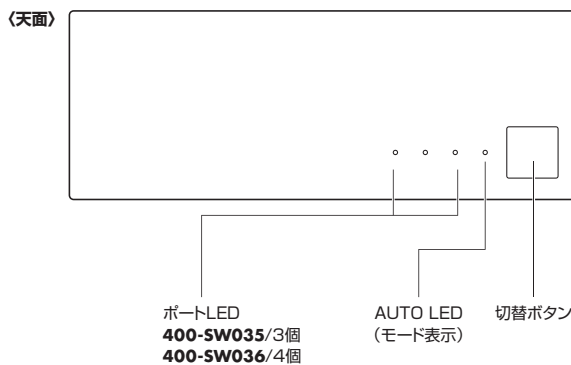 〈天面〉
ポートLED
400-SW035/3個
400-SW036/4個
AUTO LED
（モード表示）
切替ボタン